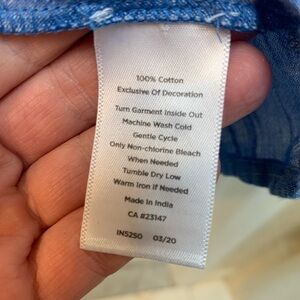 100% Cotton
Exclusive Of Decoration
Turn Garment Inside Out
Machine Wash Cold
Gentle Cycle
Only Non-chlorine Bleach
When Needed
Tumble Dry Low
Warm Iron if Needed
Made in India
CA #23147
IN5250 03/20